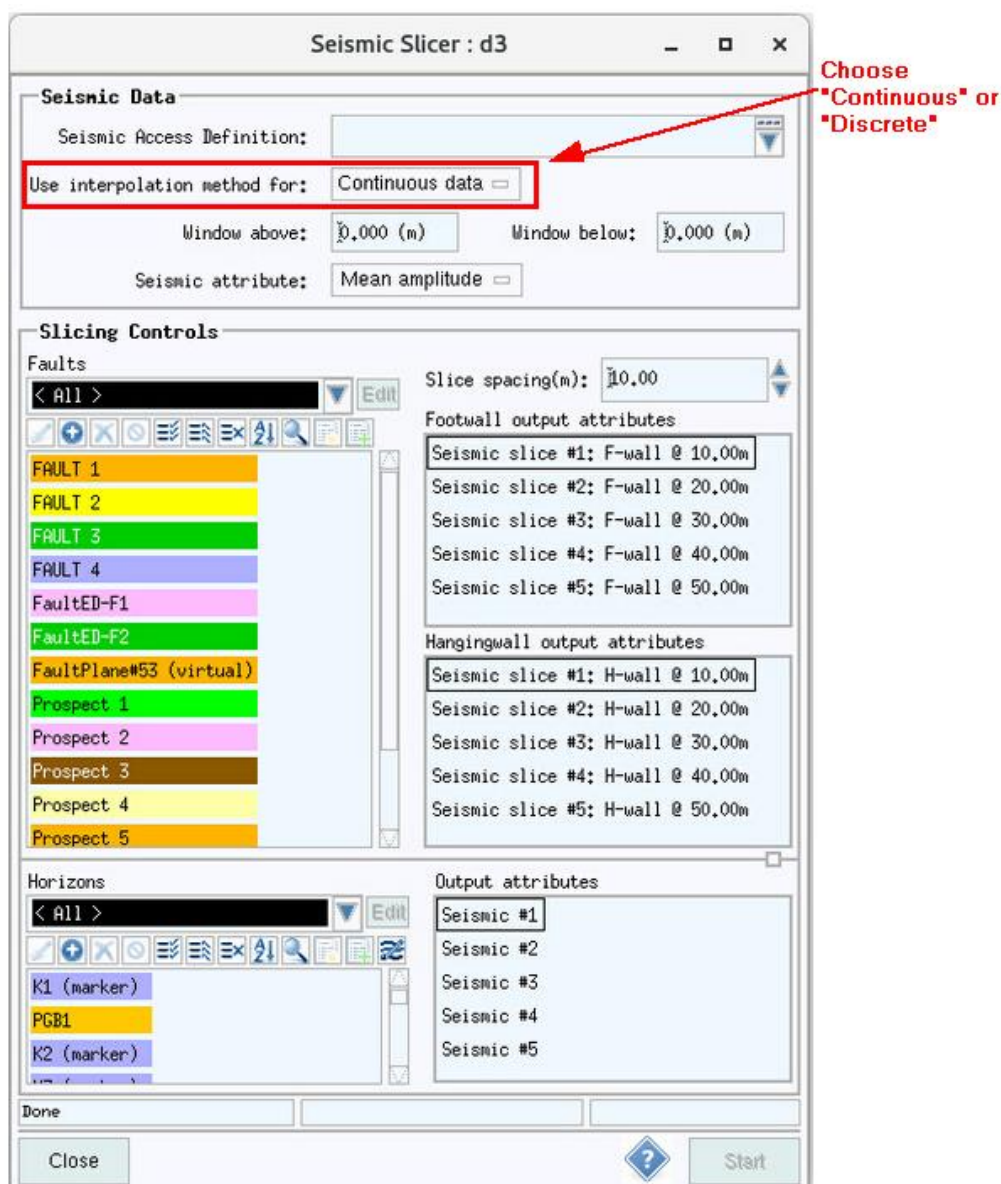 Seismic Slicer : d3
Choose
"Continuous" or
"Discrete"
Seismic Data
Seismic Access Definition:
Use interpolation method for: Continuous data
Window above: 0.000 (m) Window below: 0.000 (m)
Seismic attribute: Mean amplitude
Slicing Controls
Faults
< All > Edit
FAULT 1
FAULT 2
FAULT 3
FAULT 4
FaultED-F1
FaultED-F2
FaultPlane#53 (virtual)
Prospect 1
Prospect 2
Prospect 3
Prospect 4
Prospect 5
Slice spacing(m): 10.00
Footwall output attributes
Seismic slice #1: F-wall @ 10.00m
Seismic slice #2: F-wall @ 20.00m
Seismic slice #3: F-wall @ 30.00m
Seismic slice #4: F-wall @ 40.00m
Seismic slice #5: F-wall @ 50.00m
Hangingwall output attributes
Seismic slice #1: H-wall @ 10.00m
Seismic slice #2: H-wall @ 20.00m
Seismic slice #3: H-wall @ 30.00m
Seismic slice #4: H-wall @ 40.00m
Seismic slice #5: H-wall @ 50.00m
Horizons
< All > Edit
K1 (marker)
PGB1
K2 (marker)
Output attributes
Seismic #1
Seismic #2
Seismic #3
Seismic #4
Seismic #5
Done
Close ? Start